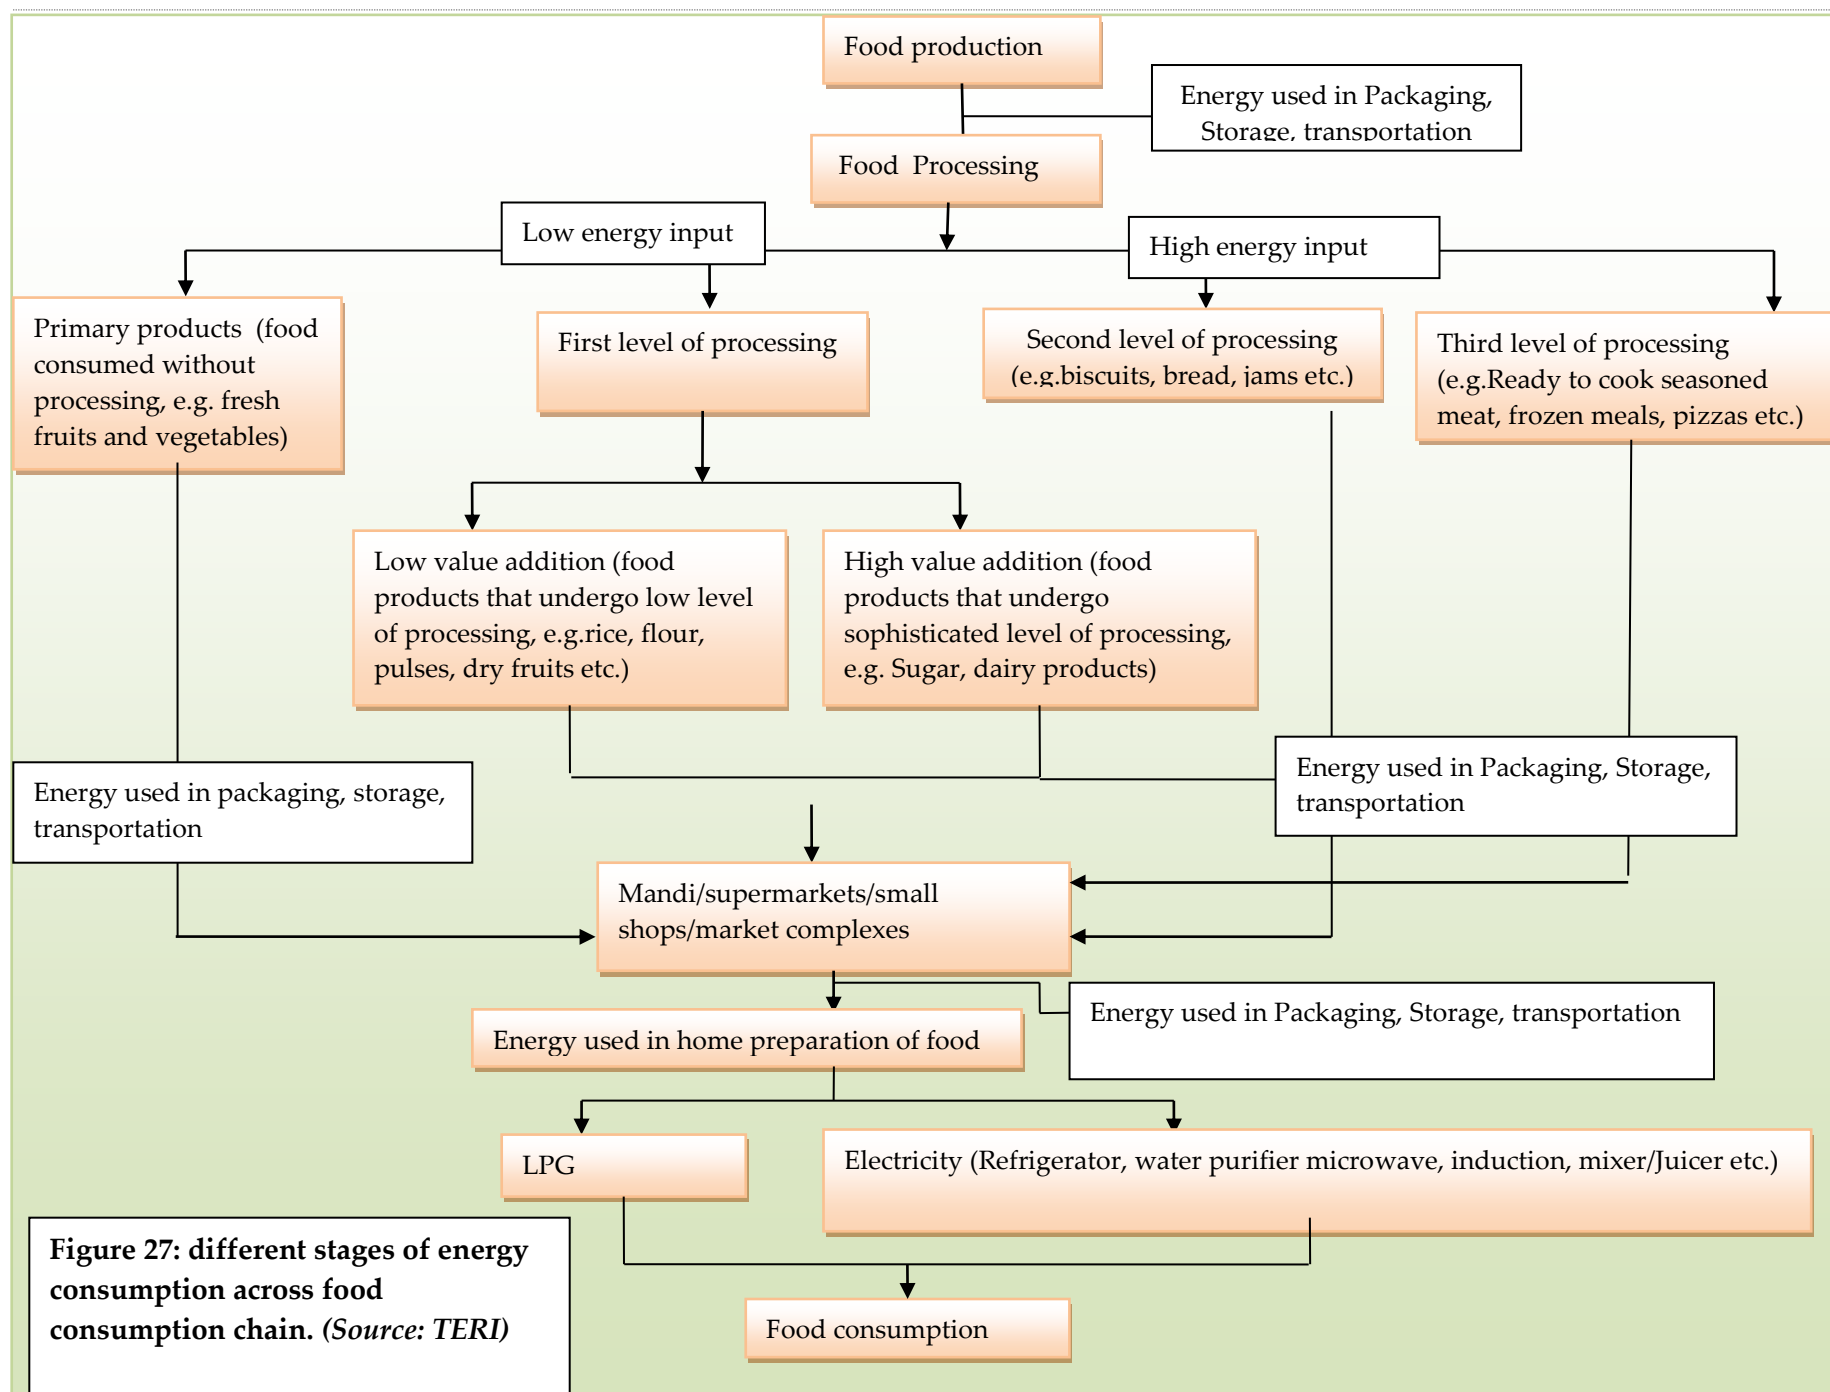 Food production
Energy used in Packaging,
Storage, transportation
Food  Processing
Low energy input
High energy input
Primary products  (food
consumed without
processing, e.g. fresh
fruits and vegetables)
First level of processing
Second level of processing
(e.g.biscuits, bread, jams etc.)
Third level of processing
(e.g.Ready to cook seasoned
meat, frozen meals, pizzas etc.)
Low value addition (food
products that undergo low level
of processing, e.g.rice, flour,
pulses, dry fruits etc.)
High value addition (food
products that undergo
sophisticated level of processing,
e.g. Sugar, dairy products)
Energy used in packaging, storage,
transportation
Energy used in Packaging, Storage,
transportation
Mandi/supermarkets/small
shops/market complexes
Energy used in Packaging, Storage, transportation
Energy used in home preparation of food
LPG
Electricity (Refrigerator, water purifier microwave, induction, mixer/Juicer etc.)
Figure 27: different stages of energy
consumption across food
consumption chain. (Source: TERI)
Food consumption